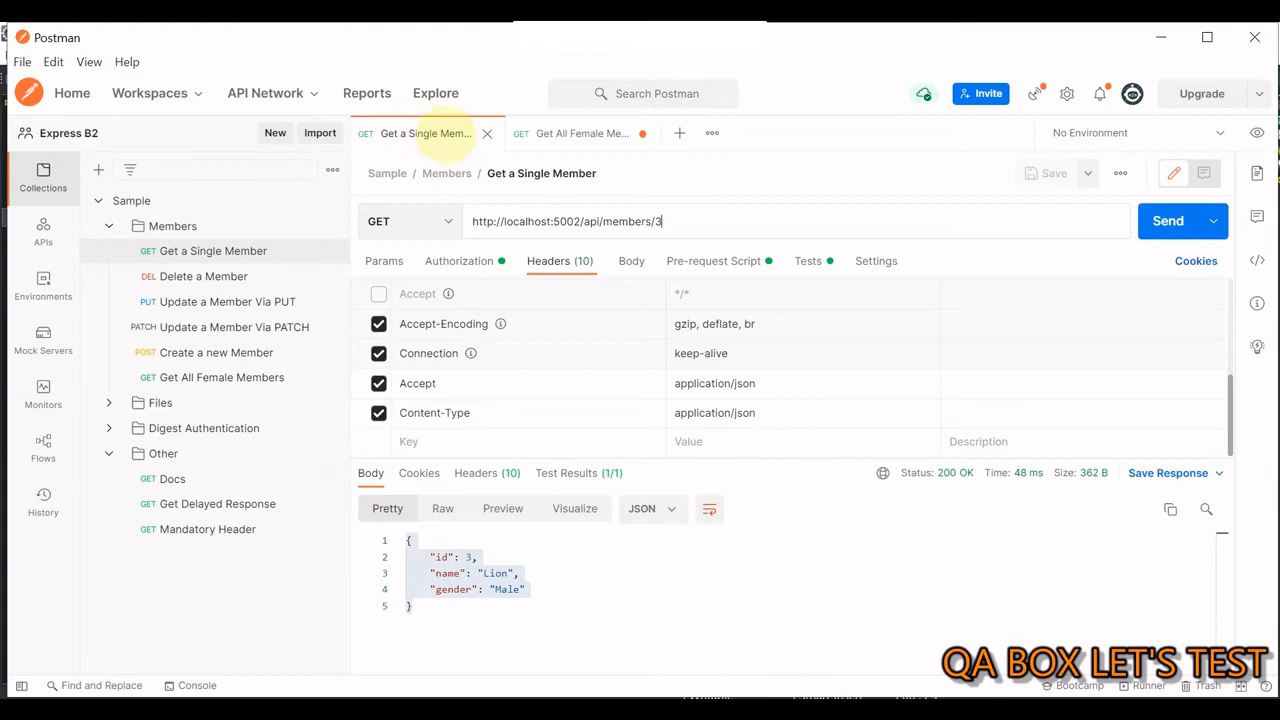 Postman
File Edit View Help
Home Workspaces API Network Reports Explore Search Postman Invite Upgrade
Express B2 New Import GET Get a Single Mem... GET Get All Female Me... No Environment
Collections
APIs
Environments
Mock Servers
Monitors
Flows
History
Sample
Members
GET Get a Single Member
DEL Delete a Member
PUT Update a Member Via PUT
PATCH Update a Member Via PATCH
POST Create a new Member
GET Get All Female Members
Files
Digest Authentication
Other
GET Docs
GET Get Delayed Response
GET Mandatory Header
Sample / Members / Get a Single Member Save
GET http://localhost:5002/api/members/3 Send
Params Authorization Headers (10) Body Pre-request Script Tests Settings Cookies
Accept */*
Accept-Encoding gzip, deflate, br
Connection keep-alive
Accept application/json
Content-Type application/json
Key Value Description
Body Cookies Headers (10) Test Results (1/1) Status: 200 OK Time: 48 ms Size: 362 B Save Response
Pretty Raw Preview Visualize JSON
1 {
2 "id": 3,
3 "name": "Lion",
4 "gender": "Male"
5 }
QA BOX LET'S TEST
Find and Replace Console Bootcamp Runner Trash